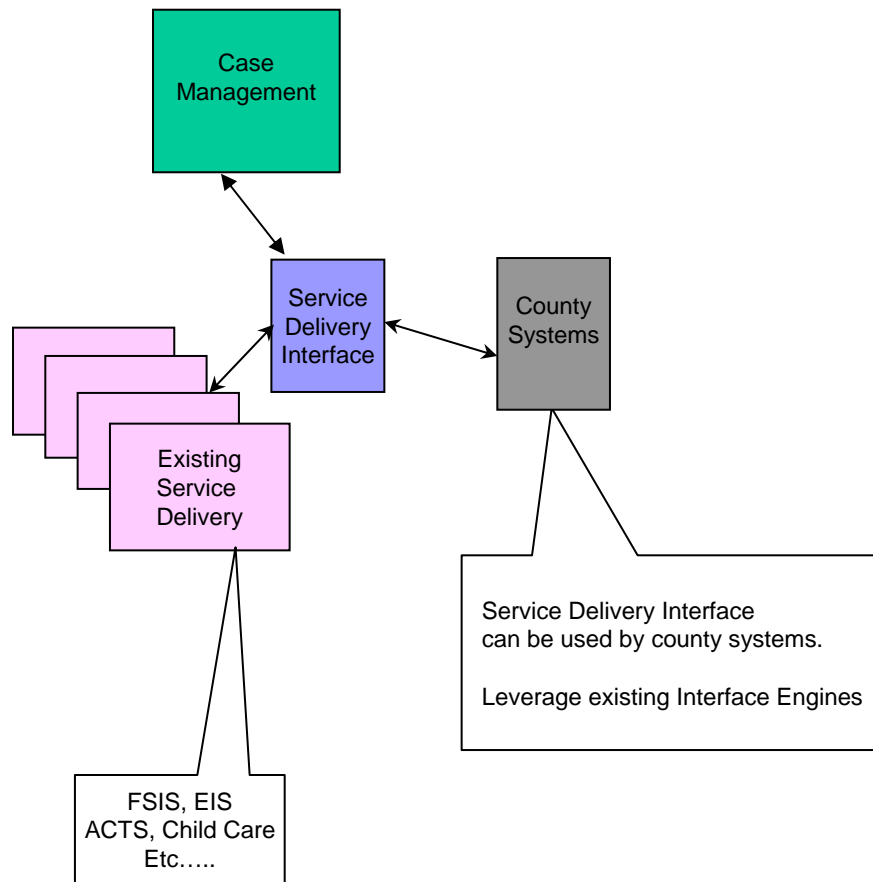 Case
Management
Service
Delivery
Interface
County
Systems
Existing
Service
Delivery
Service Delivery Interface
can be used by county systems.
Leverage existing Interface Engines
FSIS, EIS
ACTS, Child Care
Etc…..